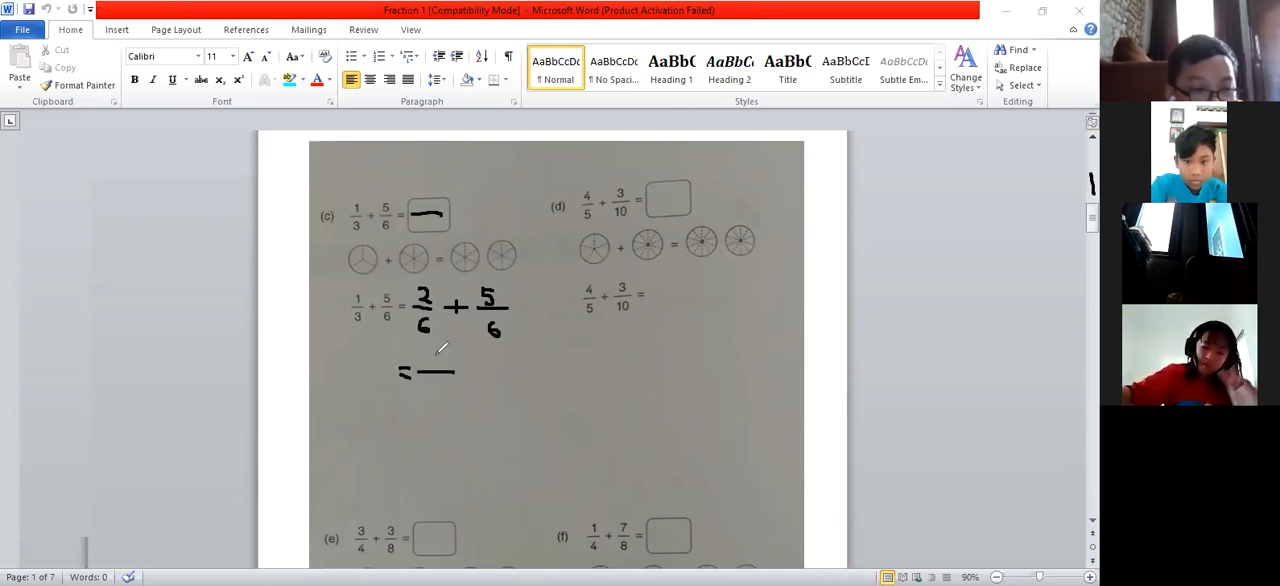 Fraction 1 [Compatibility Mode] - Microsoft Word (Product Activation Failed)
File Home Insert Page Layout References Mailings Review View
Paste
Cut
Copy
Format Painter
Clipboard
Calibri 11
Aa
B I U abc x₂ x²
A
Font
Paragraph
AaBbCcDc AaBbCcDc AaBbC AaBbCc AaBbC AaBbCcI AaBbCcDc
¶ Normal ¶ No Spaci... Heading 1 Heading 2 Title Subtitle Subtle Em...
Change Styles
Styles
Find
Replace
Select
Editing
(c) 1/3 + 5/6 =
1/3 + 5/6 = 2/6 + 5/6
=
(d) 4/5 + 3/10 =
+ =
4/5 + 3/10 =
(e) 3/4 + 3/8 =
(f) 1/4 + 7/8 =
Page: 1 of 7 Words: 0
90%